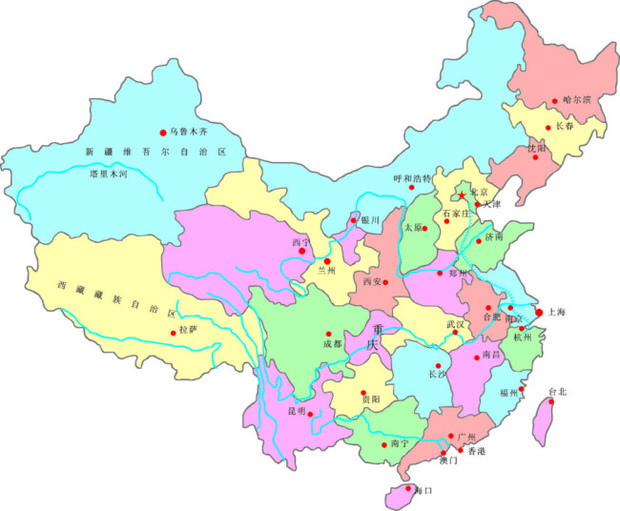 哈尔滨
长春
乌鲁木齐
沈阳
新疆维吾尔自治区
塔里木河
呼和浩特
北京
天津
石家庄
银川
太原
济南
西宁
兰州
郑州
西安
西藏藏族自治区
上海
合肥
南京
拉萨
重庆
武汉
杭州
成都
南昌
长沙
福州
贵阳
台北
昆明
广州
南宁
香港
澳门
海口